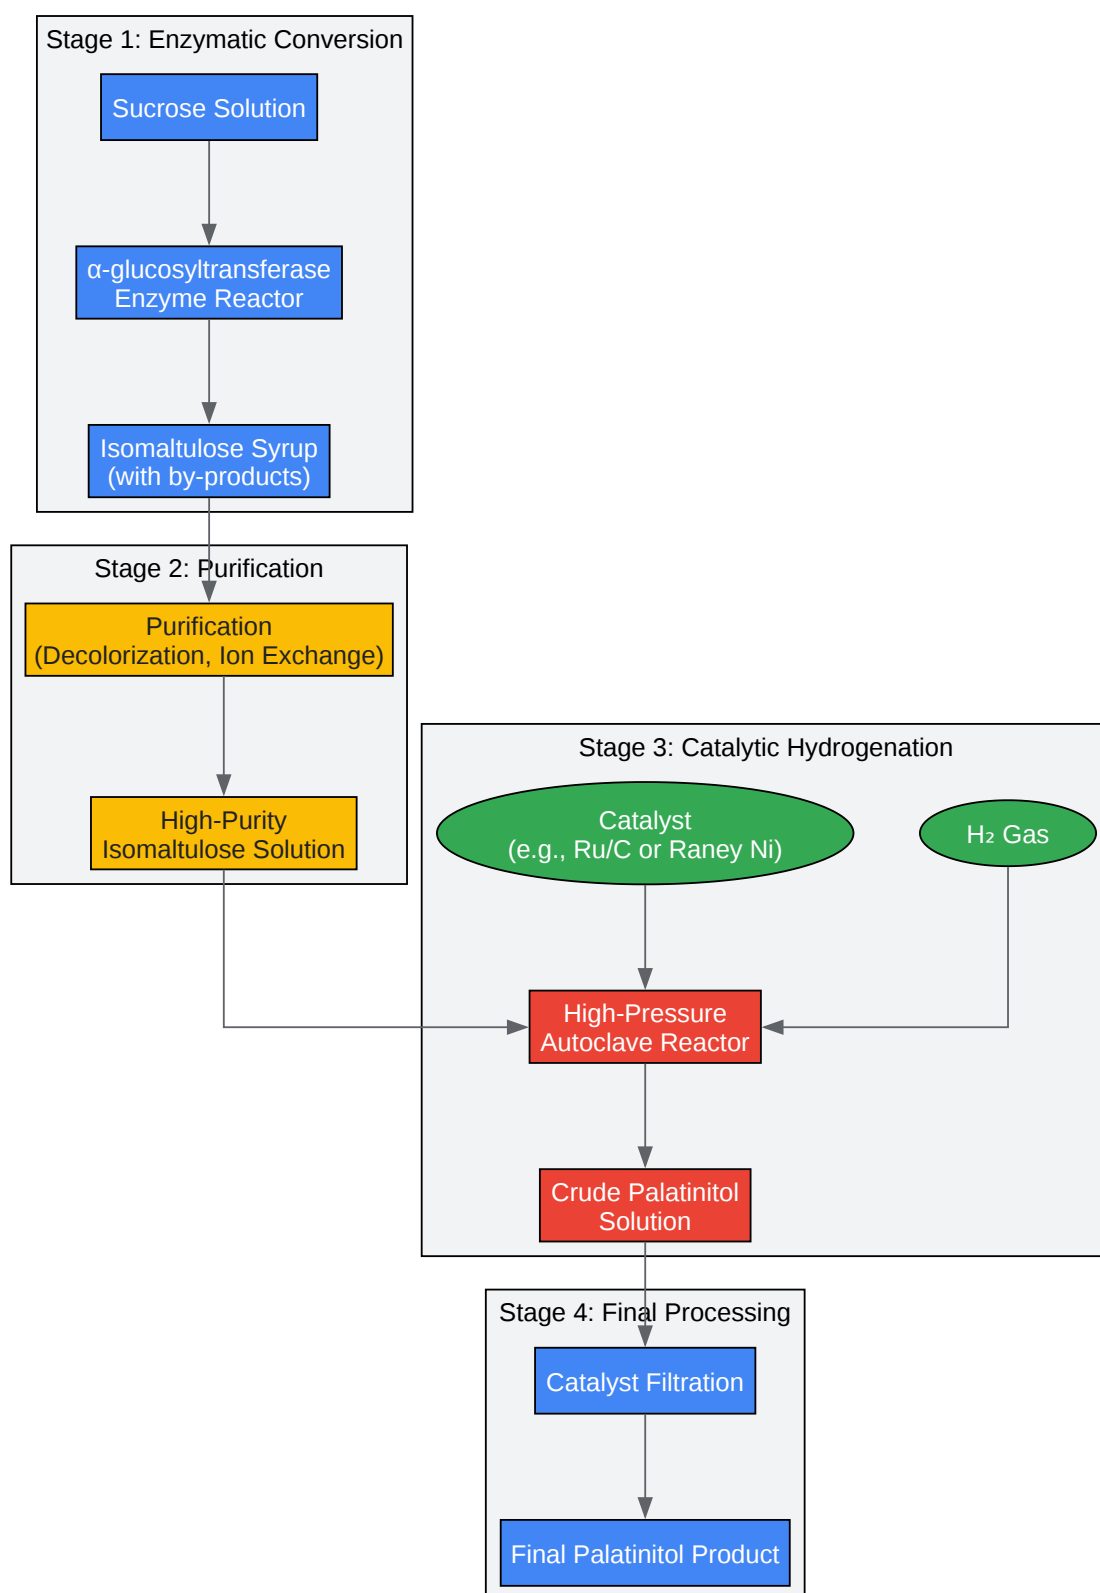 Stage 1: Enzymatic Conversion
Sucrose Solution
α-glucosyltransferase
Enzyme Reactor
Isomaltulose Syrup
(with by-products)
Stage 2: Purification
Purification
(Decolorization, Ion Exchange)
High-Purity
Isomaltulose Solution
Stage 3: Catalytic Hydrogenation
Catalyst
(e.g., Ru/C or Raney Ni)
H₂ Gas
High-Pressure
Autoclave Reactor
Crude Palatinitol
Solution
Stage 4: Final Processing
Catalyst Filtration
Final Palatinitol Product